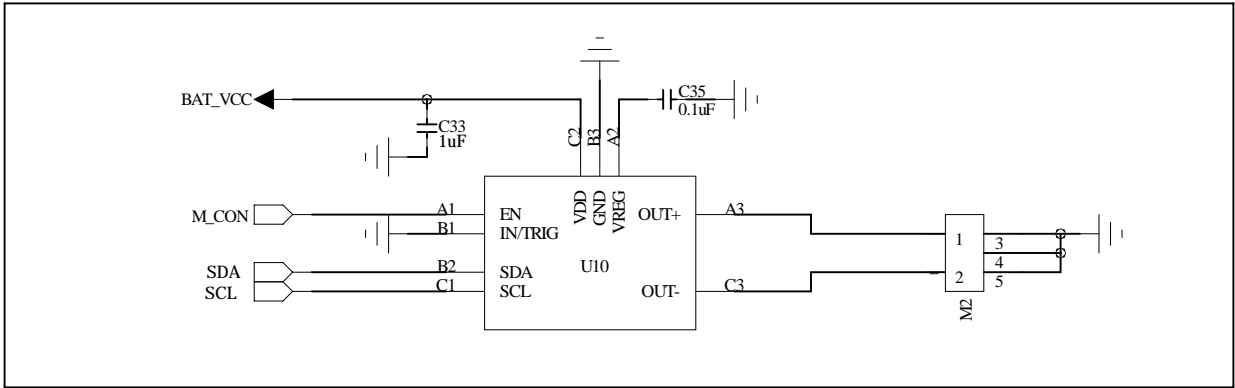 BAT_VCC
C33
1uF
C35
0.1uF
C2
B3
A2
VDD
GND
VREG
M_CON
A1
EN
B1
IN/TRIG
SDA
B2
SDA
SCL
C1
SCL
U10
OUT+
A3
OUT-
C3
1
2
3
4
5
M2